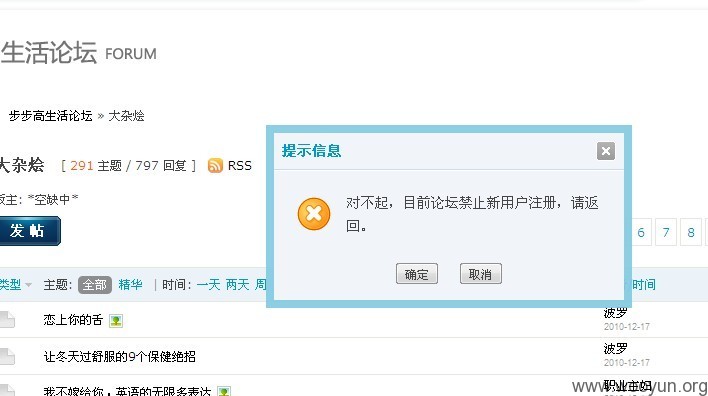 生活论坛 FORUM
步步高生活论坛 » 大杂烩
大杂烩 [ 291 主题 / 797 回复 ] RSS
版主: *空缺中*
发 帖
提示信息
对不起，目前论坛禁止新用户注册，请返
回。
确定 取消
6 7 8
类型 主题: 全部 精华 | 时间: 一天 两天 周 时间
恋上你的舌 波罗
2010-12-17
让冬天过舒服的9个保健绝招 波罗
2010-12-17
我不嫁给你，英语的无限多表达 职业主妇
www.wooyun.org